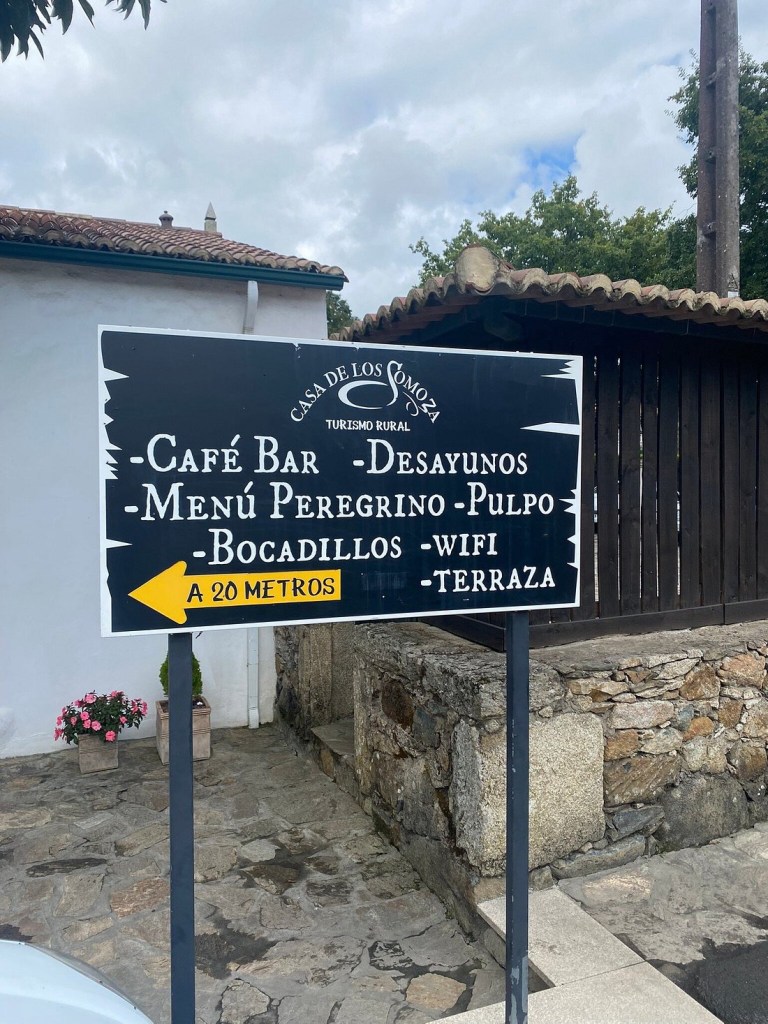 CASA DE LOS SOMOZA
TURISMO RURAL
-CAFÉ BAR -DESAYUNOS
-MENÚ PEREGRINO -PULPO
-BOCADILLOS -WIFI
A 20 METROS -TERRAZA